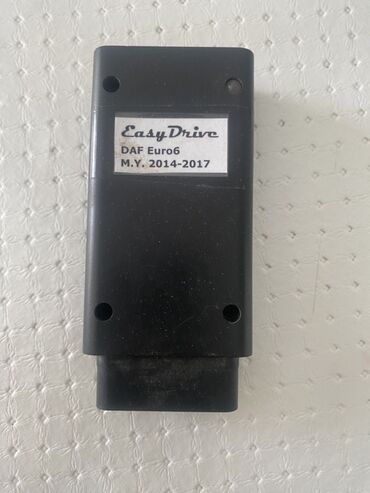 EasyDrive
DAF Euro6
M.Y. 2014-2017